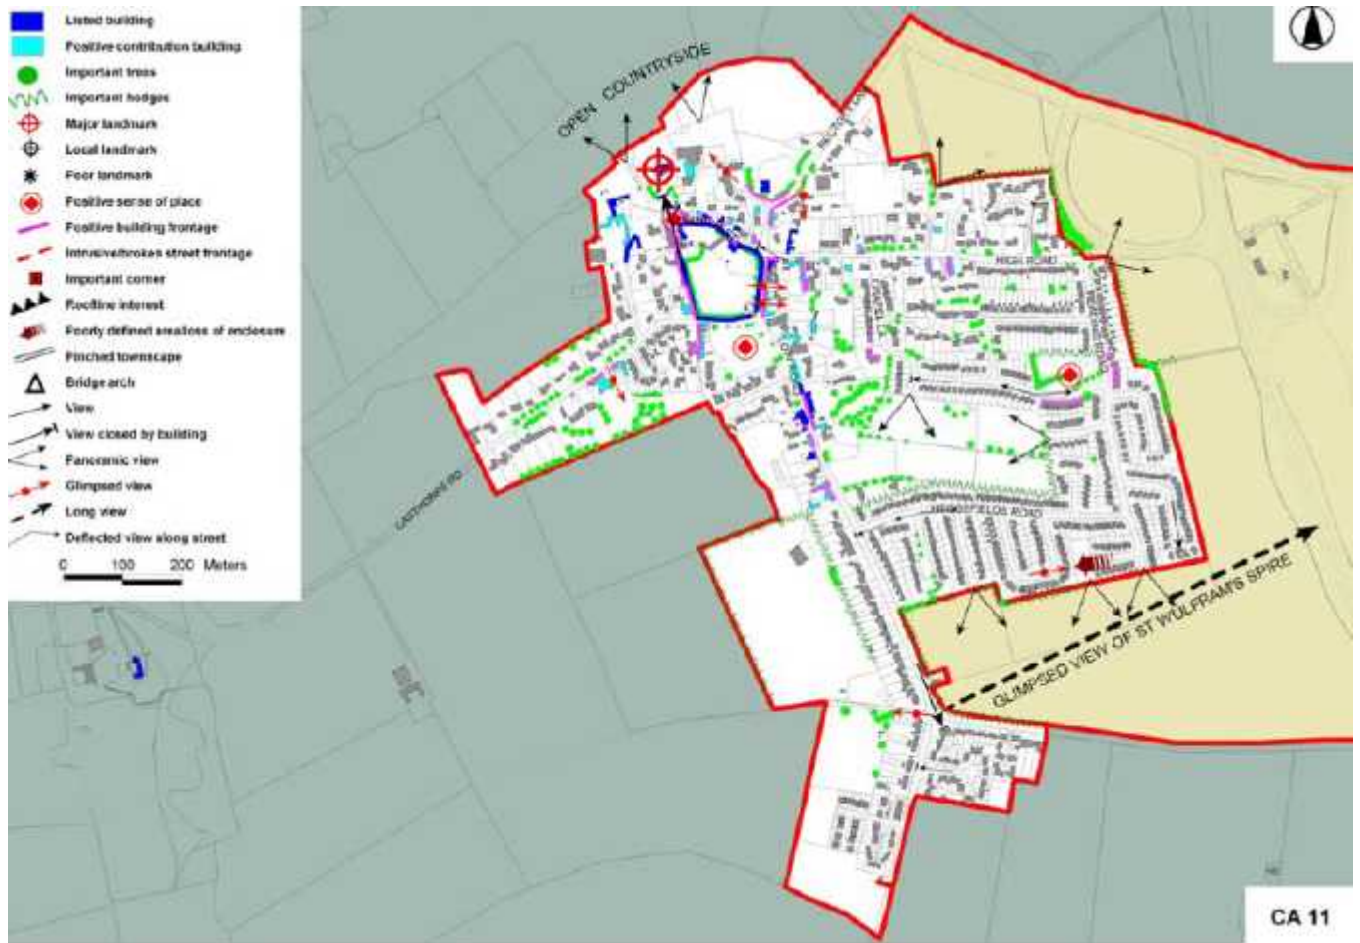 Listed building
Positive contribution building
Important trees
Important hedges
Major landmark
Local landmark
Poor landmark
Positive sense of place
Positive building frontage
Intrusive/broken street frontage
Important corner
Roofline interest
Poorly defined area/loss of enclosure
Pinched townscape
Bridge arch
View
View closed by building
Panoramic view
Glimpsed view
Long view
Deflected view along street
0 100 200 Meters
OPEN COUNTRYSIDE
HIGH ROAD
GLIMPSED VIEW OF ST WULFRAM'S SPIRE
CA 11